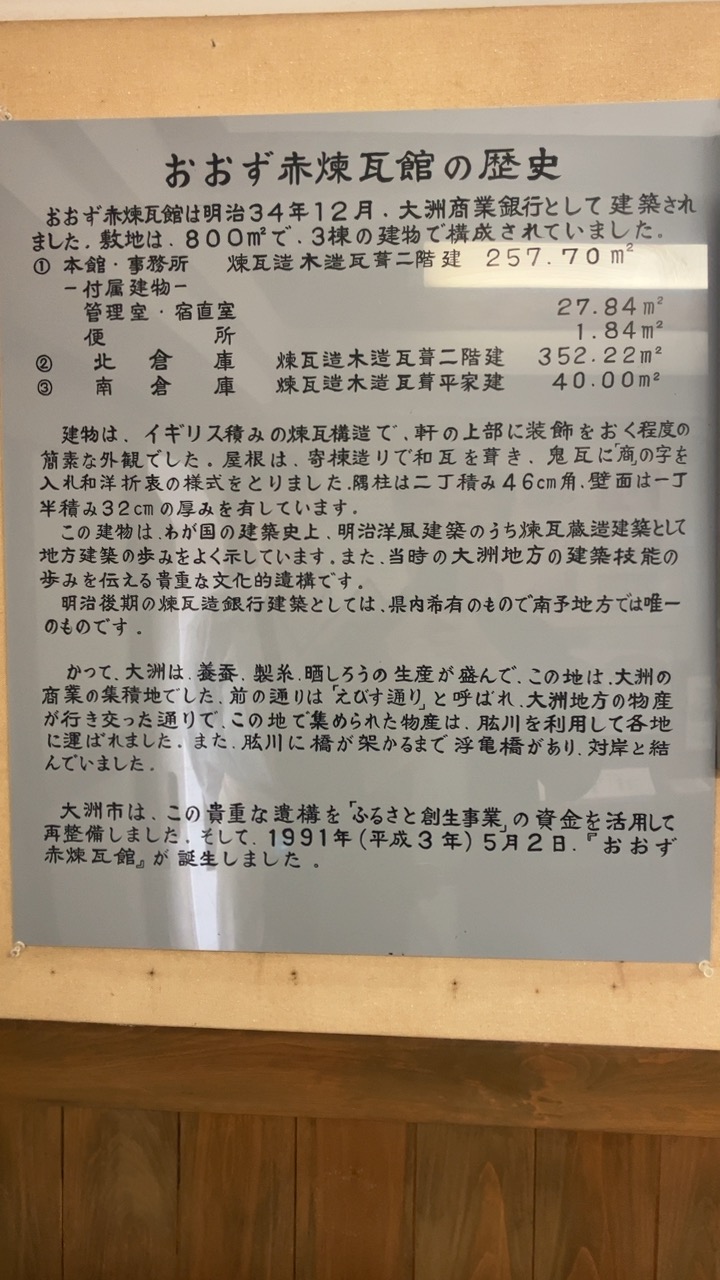 おおず赤煉瓦館の歴史
おおず赤煉瓦館は明治34年12月、大洲商業銀行として建築され
ました。敷地は、800㎡で、3棟の建物で構成されていました。
① 本館・事務所 煉瓦造木造瓦葺二階建 257.70㎡
－付属建物－
管理室・宿直室 27.84㎡
便所 1.84㎡
② 北倉庫 煉瓦造木造瓦葺二階建 352.22㎡
③ 南倉庫 煉瓦造木造瓦葺平家建 40.00㎡
建物は、イギリス積みの煉瓦構造で、軒の上部に装飾をおく程度の
簡素な外観でした。屋根は、寄棟造りで和瓦を葺き、鬼瓦に「商」の字を
入れ和洋折衷の様式をとりました。隅柱は二丁積み46cm角、壁面は一丁
半積み32cmの厚みを有しています。
この建物は、わが国の建築史上、明治洋風建築のうち煉瓦蔵造建築として
地方建築の歩みをよく示しています。また、当時の大洲地方の建築技能の
歩みを伝える貴重な文化的遺構です。
明治後期の煉瓦造銀行建築としては、県内希有のもので南予地方では唯一
のものです。
かって、大洲は、養蚕、製糸、晒しろうの生産が盛んで、この地は、大洲の
商業の集積地でした。前の通りは「えびす通り」と呼ばれ、大洲地方の物産
が行き交った通りで、この地で集められた物産は、肱川を利用して各地
に運ばれました。また、肱川に橋が架かるまで浮亀橋があり、対岸と結
んでいました。
大洲市は、この貴重な遺構を「ふるさと創生事業」の資金を活用して
再整備しました。そして、1991年(平成3年)5月2日、『おおず
赤煉瓦館』が誕生しました。